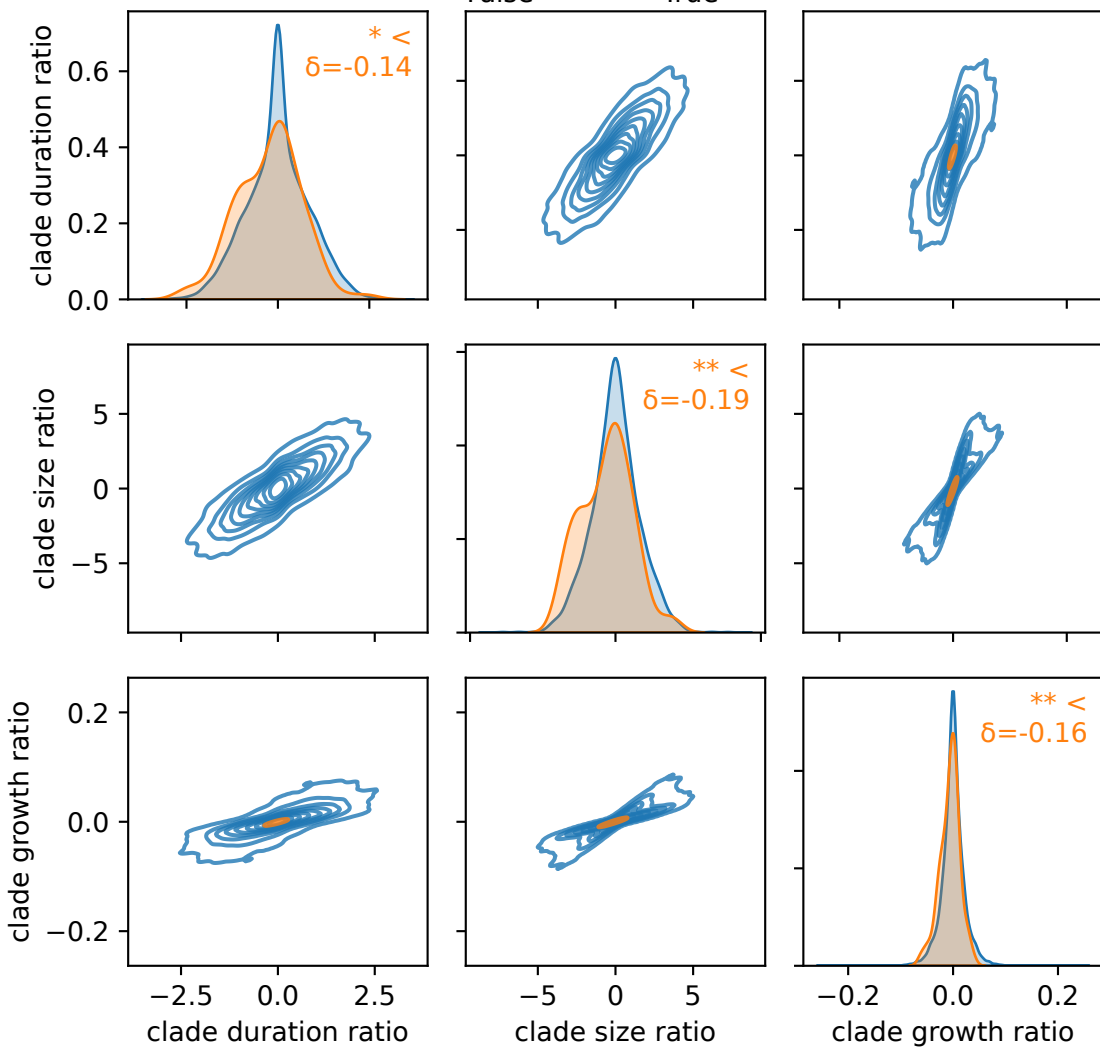 clade duration ratio
0.6
0.4
0.2
0.0
* <
δ=-0.14
clade size ratio
5
0
−5
** <
δ=-0.19
clade growth ratio
0.2
0.0
−0.2
** <
δ=-0.16
−2.5 0.0 2.5
−5 0 5
−0.2 0.0 0.2
clade duration ratio
clade size ratio
clade growth ratio